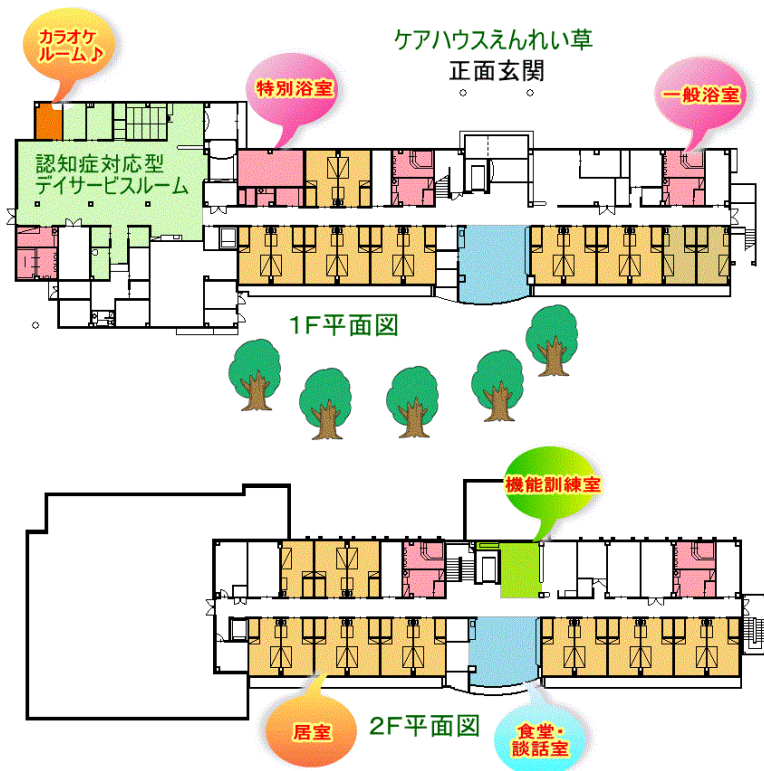 カラオケ
ルーム♪
ケアハウスえんれい草
正面玄関
特別浴室
一般浴室
認知症対応型
デイサービスルーム
1F平面図
機能訓練室
居室
2F平面図
食堂・
談話室